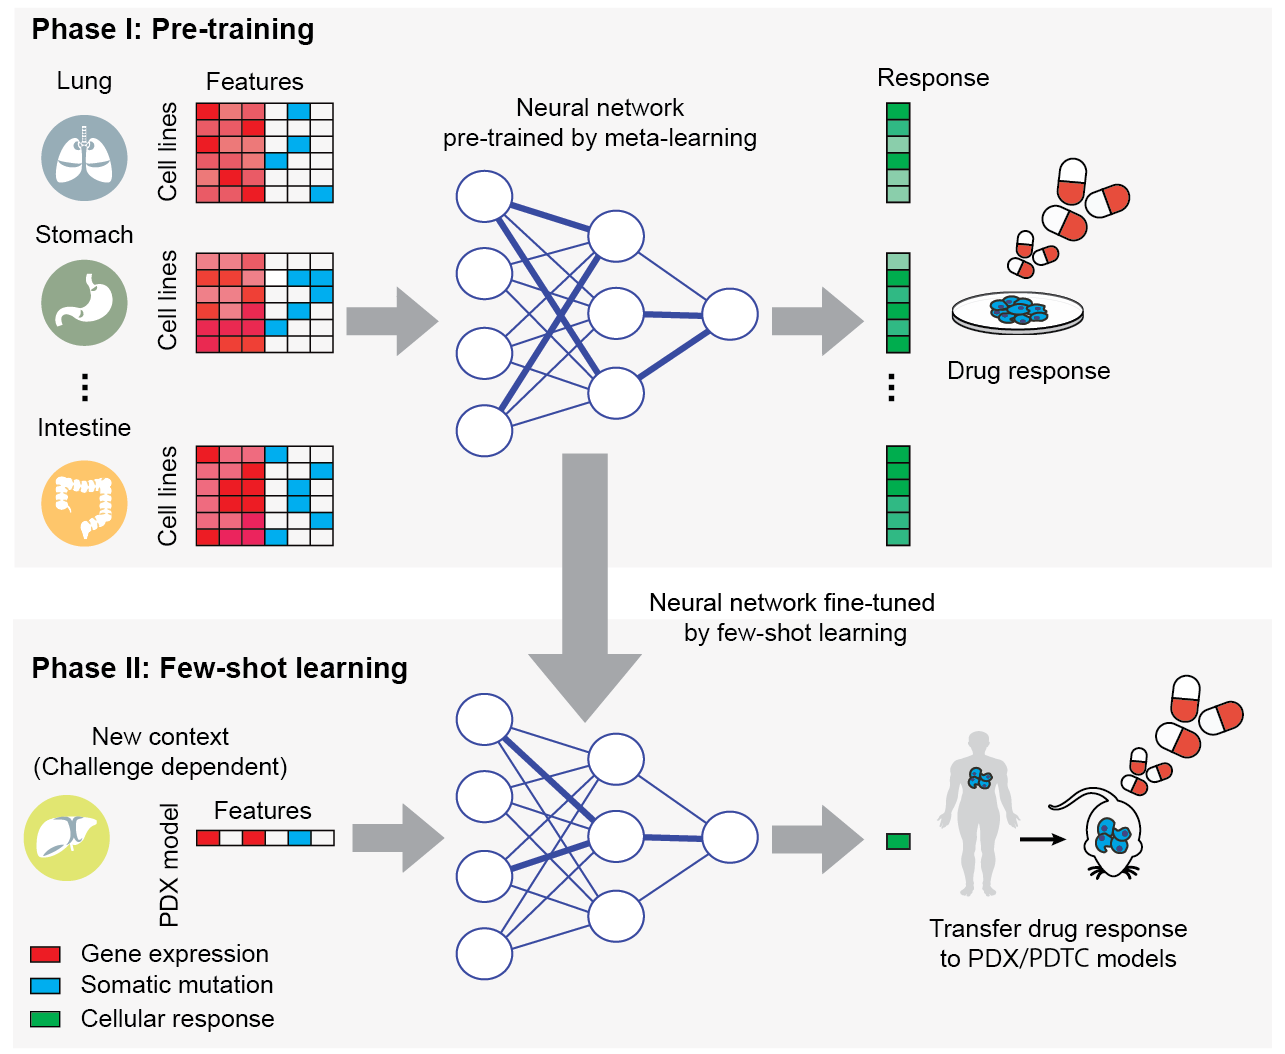 Phase I: Pre-training
Lung
Features
Cell lines
Neural network
pre-trained by meta-learning
Response
Stomach
Cell lines
Drug response
Intestine
Cell lines
Neural network fine-tuned
by few-shot learning
Phase II: Few-shot learning
New context
(Challenge dependent)
PDX model
Features
Transfer drug response
to PDX/PDTC models
Gene expression
Somatic mutation
Cellular response